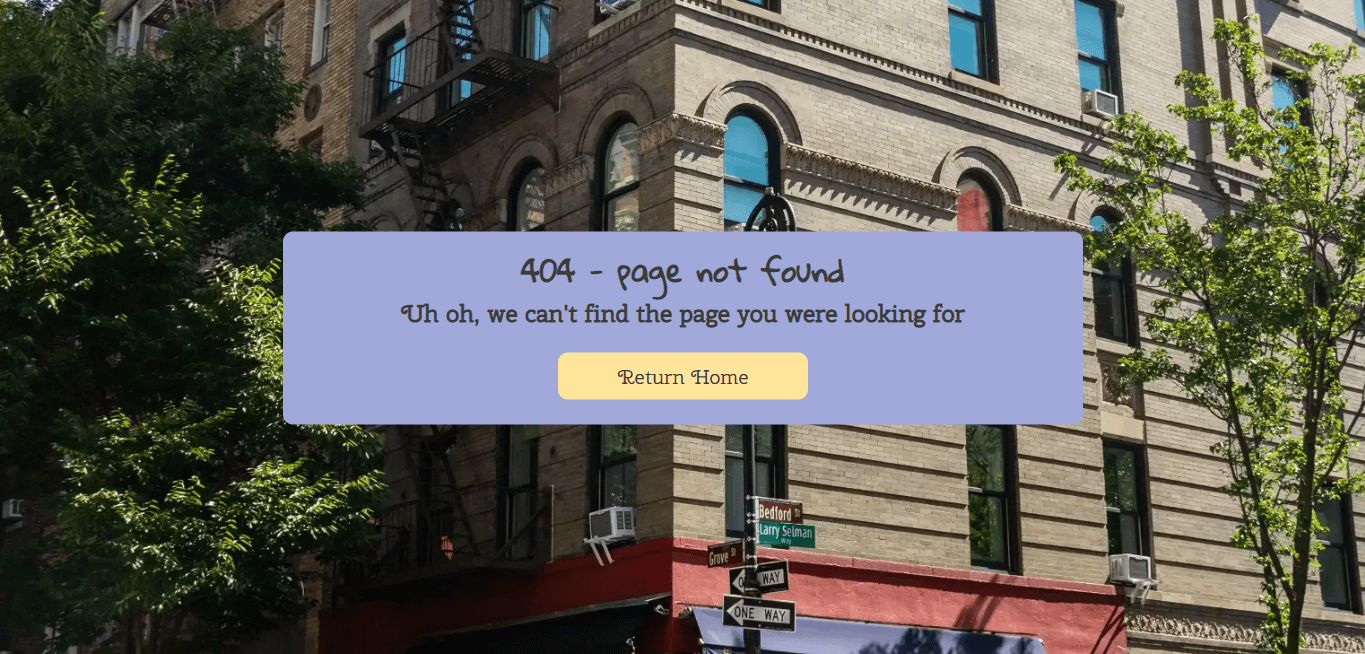 404 - page not found
Uh oh, we can't find the page you were looking for
Return Home
Bedford St
Larry Selman
Way
Grove St
ONE WAY
ONE WAY